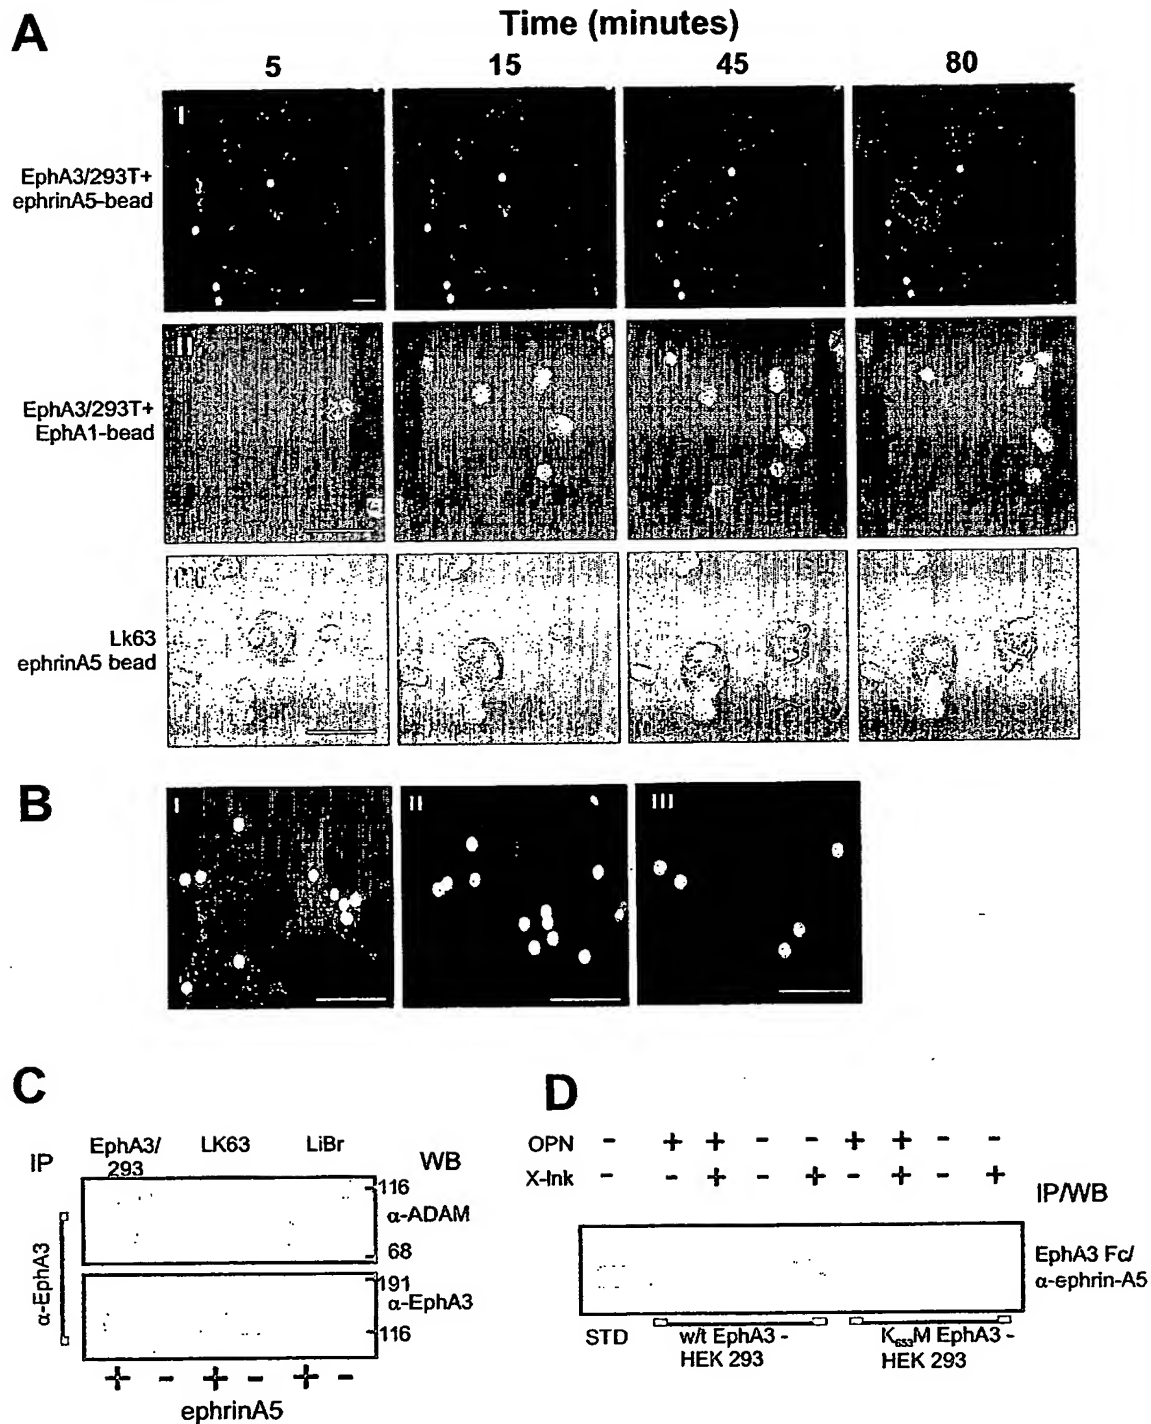 A
Time (minutes)
5 15 45 80
I
EphA3/293T+
ephrinA5-bead
II
EphA3/293T+
EphA1-bead
Lk63
ephrinA5 bead
B
I II III
C
IP
EphA3/
293
LK63
LiBr
WB
116
α-ADAM
68
191
α-EphA3
116
α-EphA3
+ - + - + -
ephrinA5
D
OPN - + + - - + + - -
X-lnk - - + - + - + - +
IP/WB
EphA3 Fc/
α-ephrin-A5
STD
w/t EphA3 -
HEK 293
K₆₅₃M EphA3 -
HEK 293